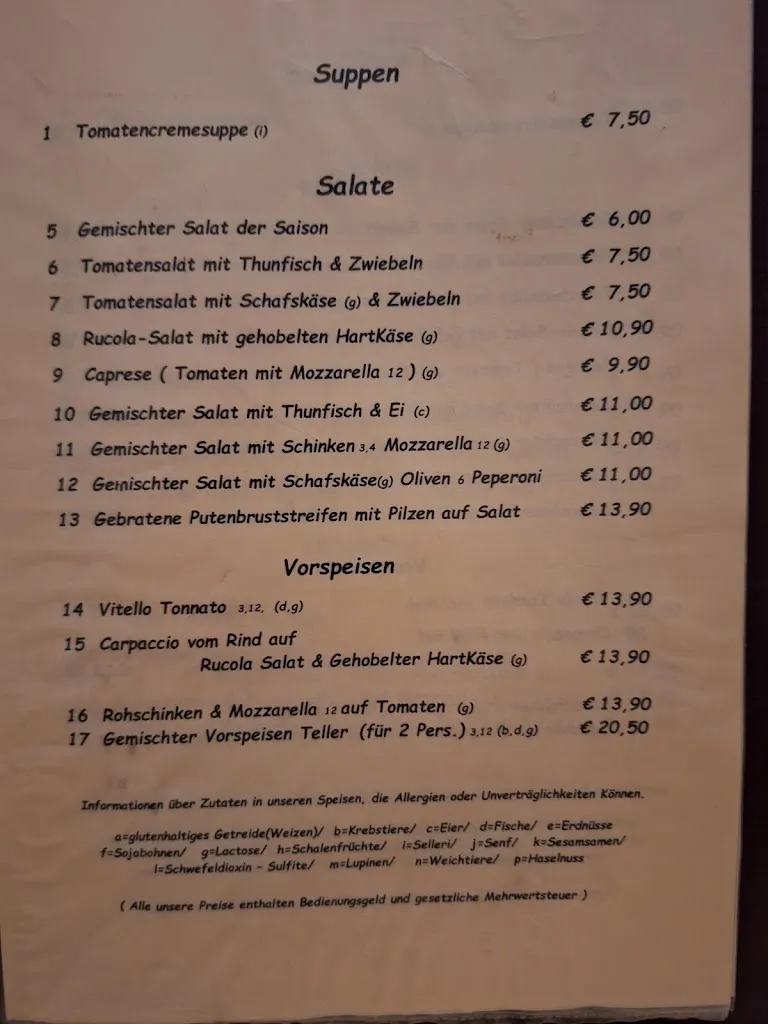 Suppen
1 Tomatencremesuppe (i) € 7,50
Salate
5 Gemischter Salat der Saison € 6,00
6 Tomatensalat mit Thunfisch & Zwiebeln € 7,50
7 Tomatensalat mit Schafskäse (g) & Zwiebeln € 7,50
8 Rucola-Salat mit gehobelten HartKäse (g) € 10,90
9 Caprese ( Tomaten mit Mozzarella 12 ) (g) € 9,90
10 Gemischter Salat mit Thunfisch & Ei (c) € 11,00
11 Gemischter Salat mit Schinken 3,4 Mozzarella 12 (g) € 11,00
12 Gemischter Salat mit Schafskäse(g) Oliven 6 Peperoni € 11,00
13 Gebratene Putenbruststreifen mit Pilzen auf Salat € 13,90
Vorspeisen
14 Vitello Tonnato 3,12, (d,g) € 13,90
15 Carpaccio vom Rind auf
Rucola Salat & Gehobelter HartKäse (g) € 13,90
16 Rohschinken & Mozzarella 12 auf Tomaten (g) € 13,90
17 Gemischter Vorspeisen Teller (für 2 Pers.) 3,12 (b,d,g) € 20,50
Informationen über Zutaten in unseren Speisen, die Allergien oder Unverträglichkeiten Können.
a=glutenhaltiges Getreide(Weizen)/ b=Krebstiere/ c=Eier/ d=Fische/ e=Erdnüsse
f=Sojabohnen/ g=Lactose/ h=Schalenfrüchte/ i=Selleri/ j=Senf/ k=Sesamsamen/
l=Schwefeldioxin - Sulfite/ m=Lupinen/ n=Weichtiere/ p=Haselnuss
( Alle unsere Preise enthalten Bedienungsgeld und gesetzliche Mehrwertsteuer )